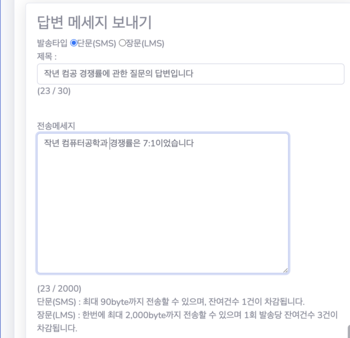 답변 메세지 보내기
발송타입 단문(SMS) 장문(LMS)
제목 :
작년 컴공 경쟁률에 관한 질문의 답변입니다
(23 / 30)
전송메세지
작년 컴퓨터공학과 경쟁률은 7:1이었습니다
(23 / 2000)
단문(SMS) : 최대 90byte까지 전송할 수 있으며, 잔여건수 1건이 차감됩니다.
장문(LMS) : 한번에 최대 2,000byte까지 전송할 수 있으며 1회 발송당 잔여건수 3건이
차감됩니다.